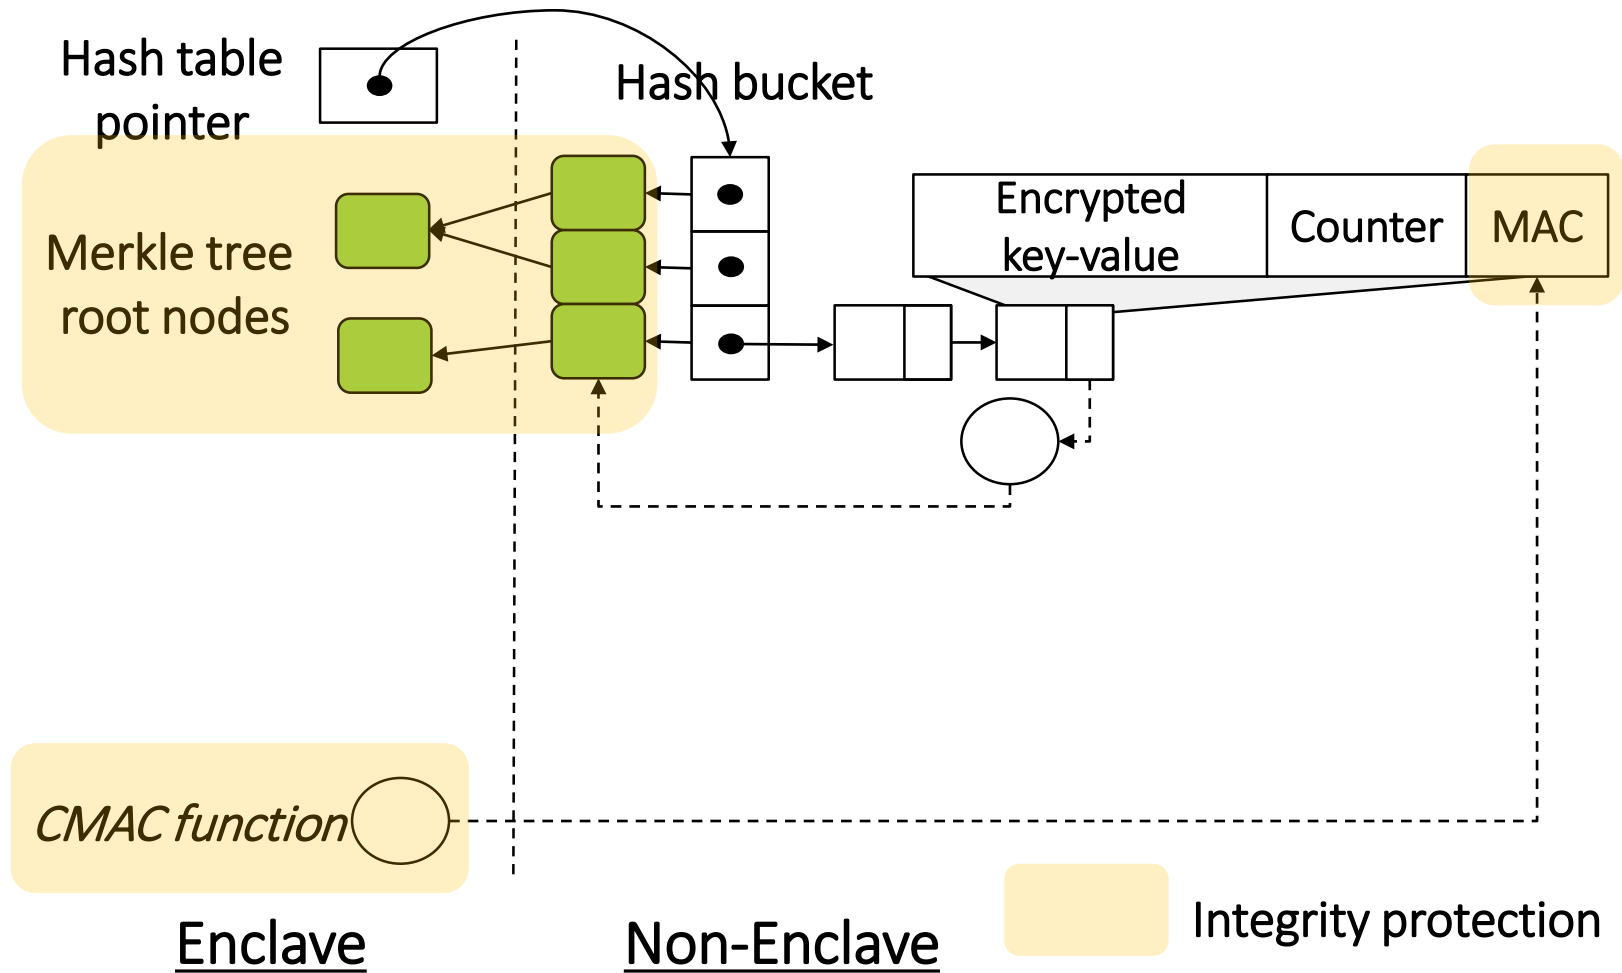 Hash table
pointer
Hash bucket
Merkle tree
root nodes
Encrypted
key-value
Counter
MAC
CMAC function
Integrity protection
Enclave
Non-Enclave